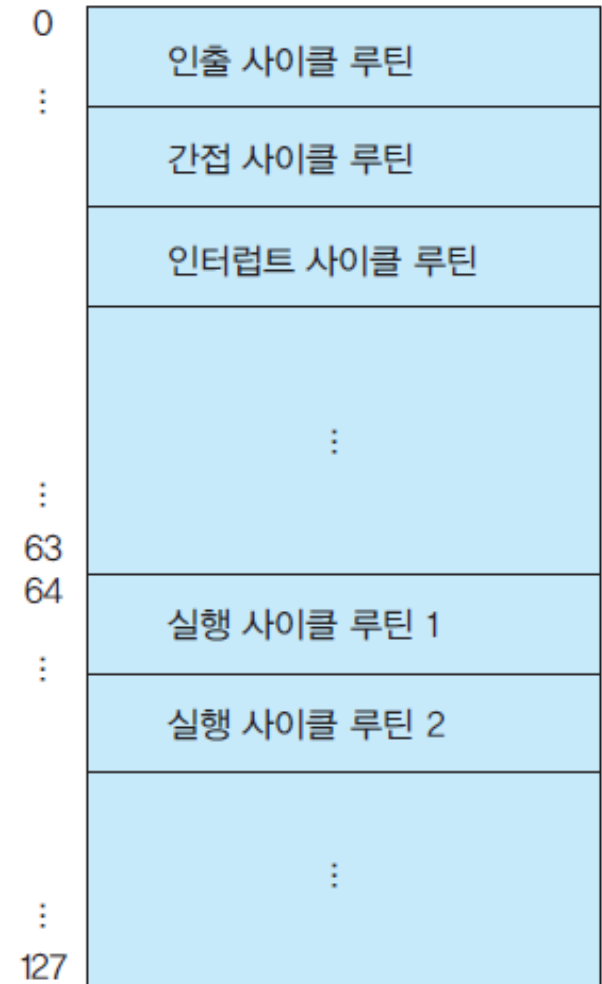 0
인출 사이클 루틴
⋮
간접 사이클 루틴
인터럽트 사이클 루틴
⋮
⋮
63
64
실행 사이클 루틴 1
⋮
실행 사이클 루틴 2
⋮
⋮
127